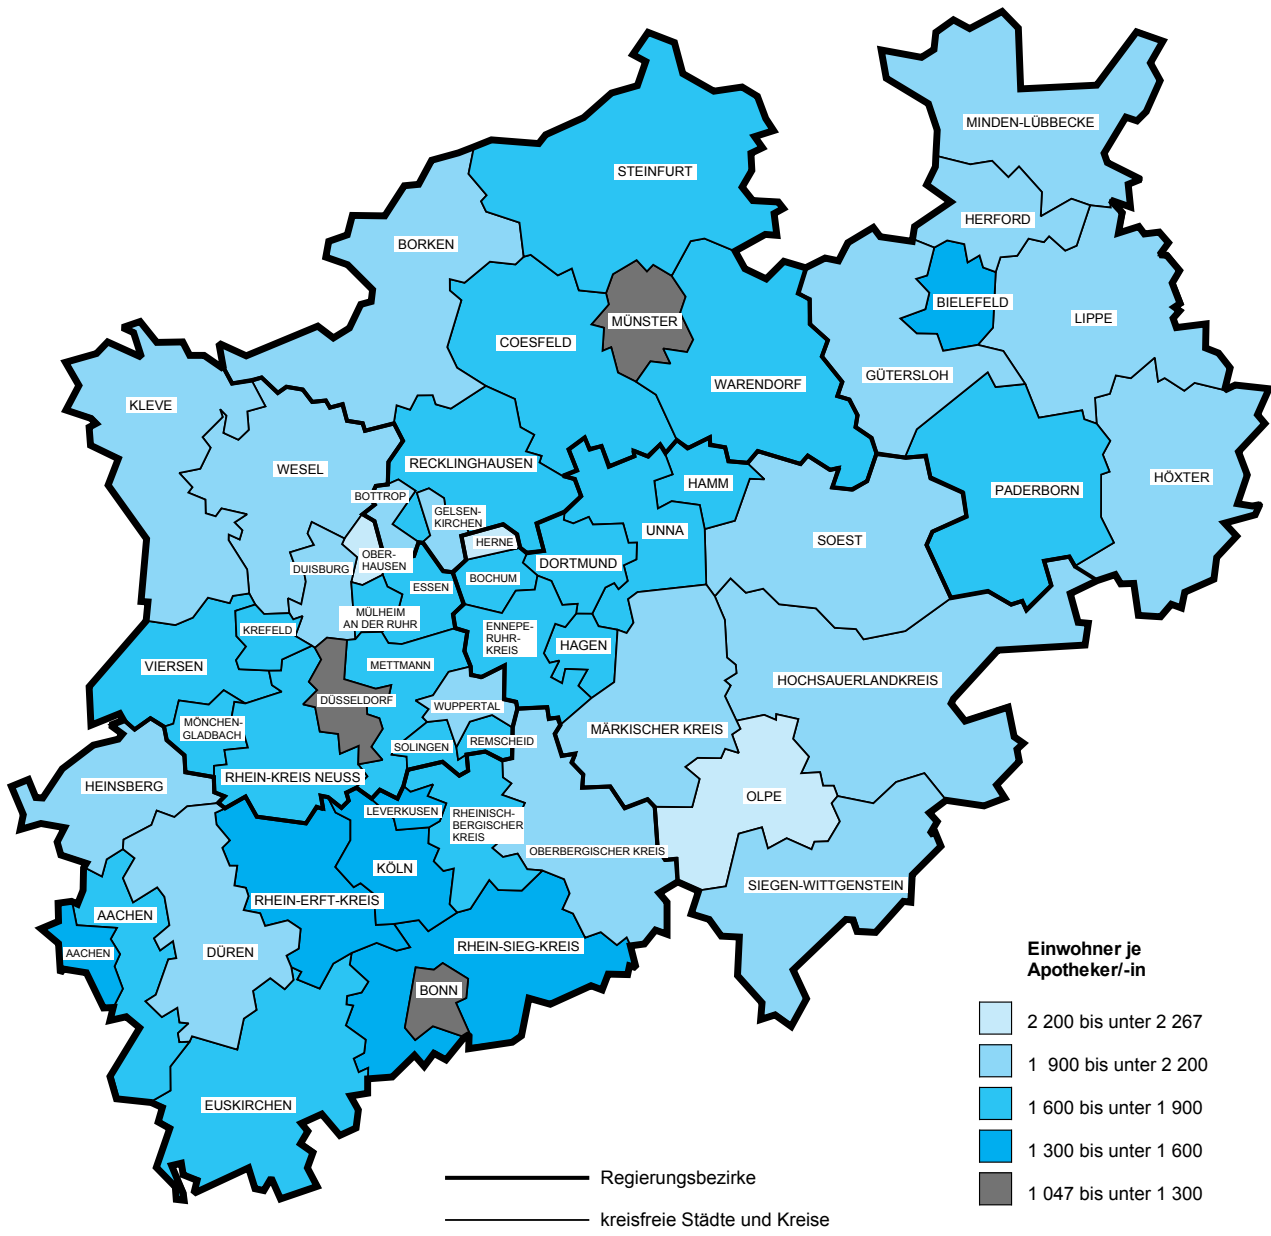 MINDEN-LÜBBECKE
STEINFURT
HERFORD
BORKEN
BIELEFELD
MÜNSTER
LIPPE
COESFELD
GÜTERSLOH
WARENDORF
KLEVE
RECKLINGHAUSEN
WESEL
HÖXTER
HAMM
PADERBORN
BOTTROP
GELSEN-
KIRCHEN
UNNA
SOEST
HERNE
OBER-
HAUSEN
DUISBURG
DORTMUND
BOCHUM
ESSEN
MÜLHEIM
AN DER RUHR
KREFELD
ENNEPE-
RUHR-
KREIS
HAGEN
VIERSEN
METTMANN
HOCHSAUERLANDKREIS
DÜSSELDORF
WUPPERTAL
MÖNCHEN-
GLADBACH
MÄRKISCHER KREIS
SOLINGEN
REMSCHEID
RHEIN-KREIS NEUSS
HEINSBERG
OLPE
LEVERKUSEN
RHEINISCH-
BERGISCHER
KREIS
OBERBERGISCHER KREIS
KÖLN
SIEGEN-WITTGENSTEIN
RHEIN-ERFT-KREIS
AACHEN
RHEIN-SIEG-KREIS
AACHEN
DÜREN
BONN
EUSKIRCHEN
Einwohner je
Apotheker/-in
2 200 bis unter 2 267
1 900 bis unter 2 200
1 600 bis unter 1 900
1 300 bis unter 1 600
1 047 bis unter 1 300
Regierungsbezirke
kreisfreie Städte und Kreise